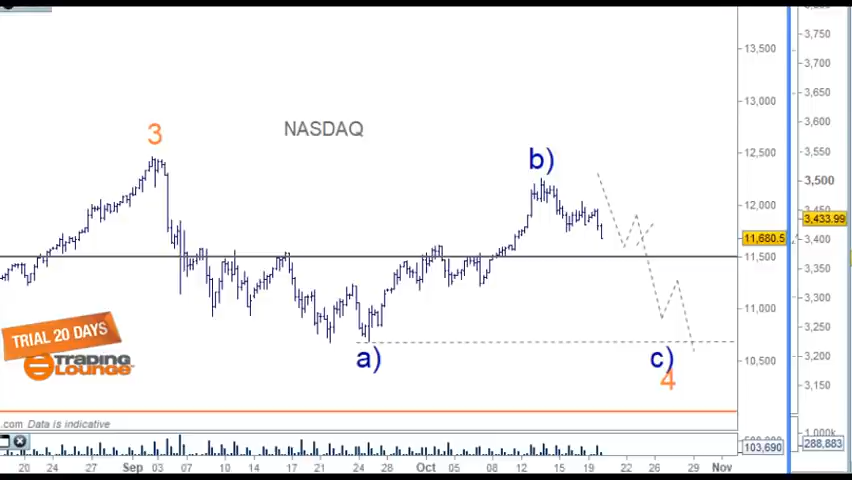 NASDAQ
3
b)
a)
c)
4
TRIAL 20 DAYS
TRADING
LOUNGE
.com Data is indicative
13,500
13,000
12,500
12,000
11,680.5
11,500
11,000
10,500
103,690
3,750
3,700
3,650
3,600
3,550
3,500
3,433.99
3,400
3,350
3,300
3,250
3,200
3,150
1,000k
288,883
20 24 27 Sep 03 07 10 14 17 21 24 Oct 05 08 12 15 19 22 26 29 Nov